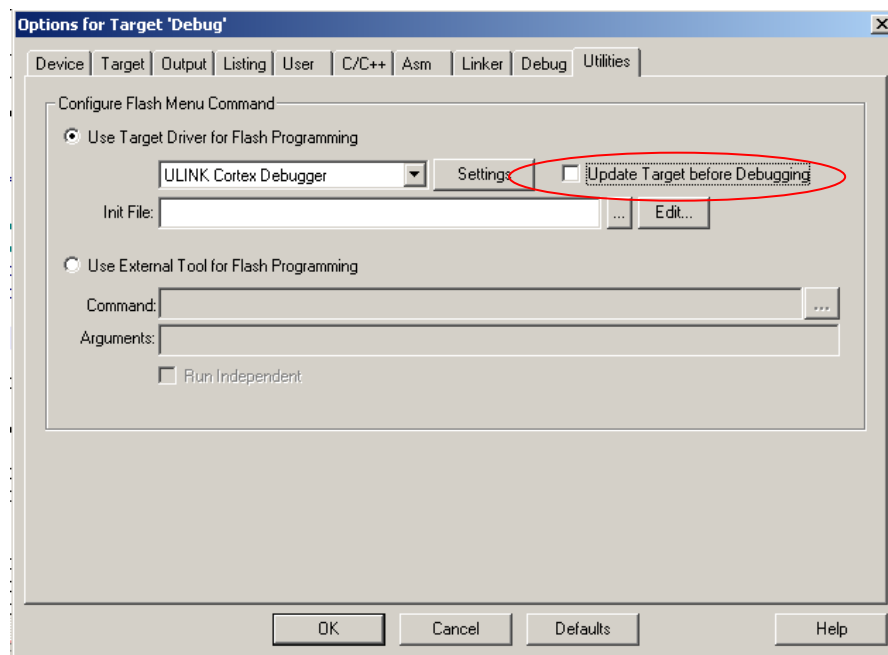 Options for Target 'Debug'
Device Target Output Listing User C/C++ Asm Linker Debug Utilities
Configure Flash Menu Command
Use Target Driver for Flash Programming
ULINK Cortex Debugger Settings Update Target before Debugging
Init File: ... Edit...
Use External Tool for Flash Programming
Command: ...
Arguments:
Run Independent
OK Cancel Defaults Help